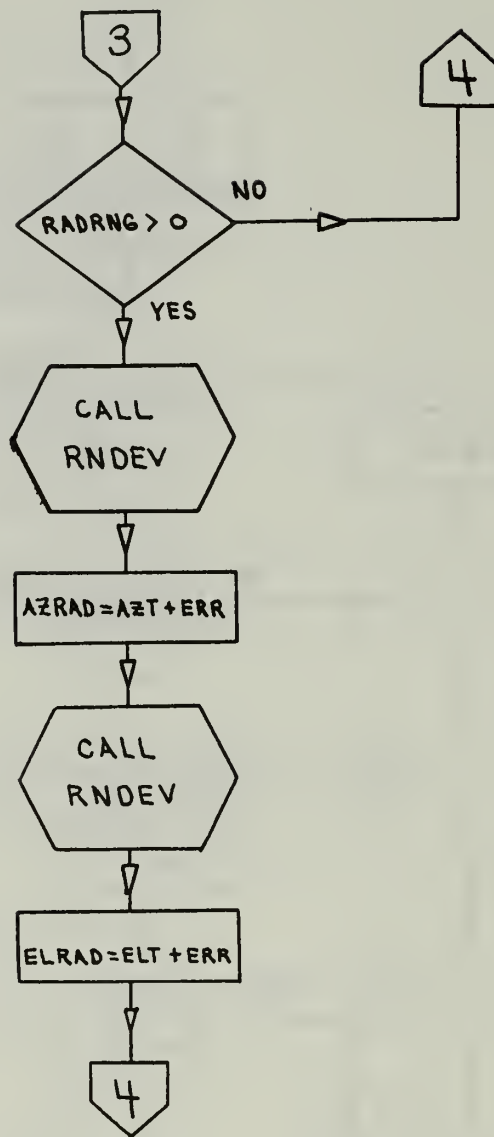 3
4
NO
RADRNG > 0
YES
CALL
RNDEV
AZRAD = AZT + ERR
CALL
RNDEV
ELRAD = ELT + ERR
4